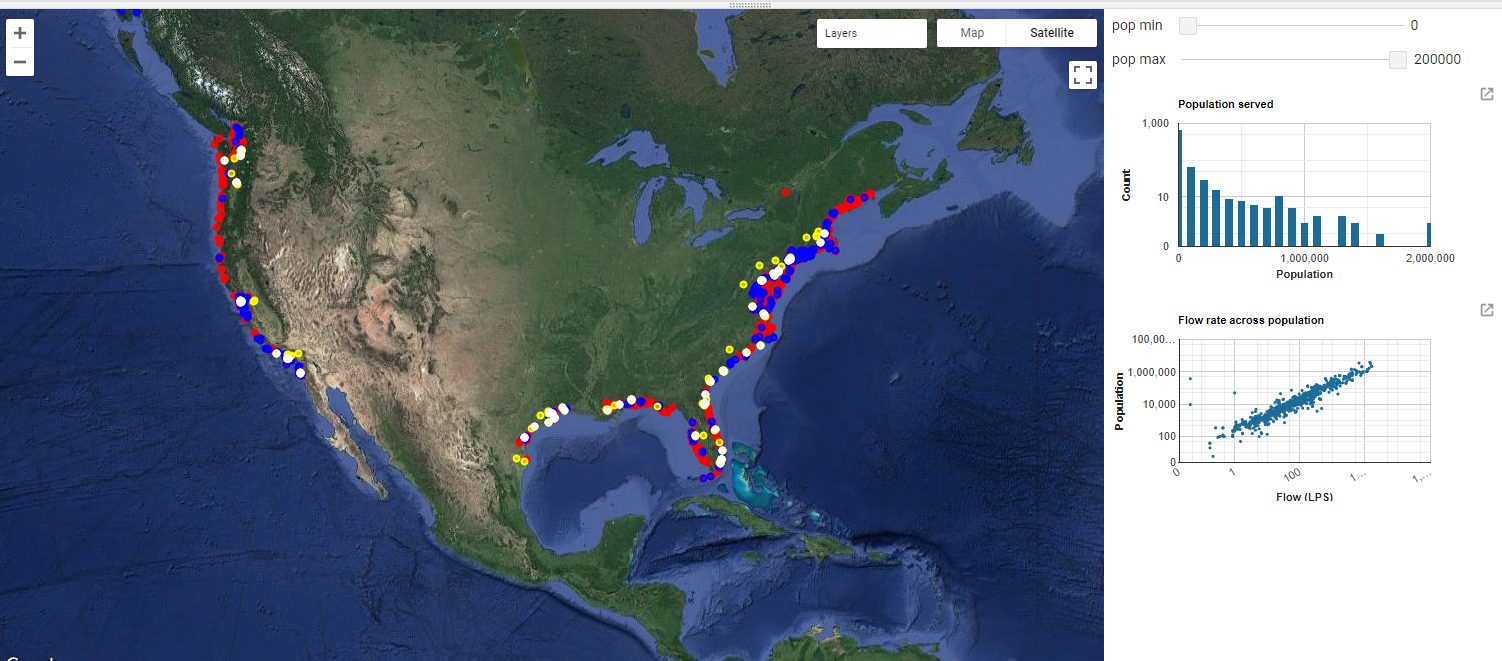 +
−
Layers
Map
Satellite
pop min
0
pop max
200000
Population served
1,000
10
0
Count
0
1,000,000
2,000,000
Population
Flow rate across population
100,00...
1,000,000
10,000
100
0
Population
0
1
100
1,...
1,...
Flow (LPS)